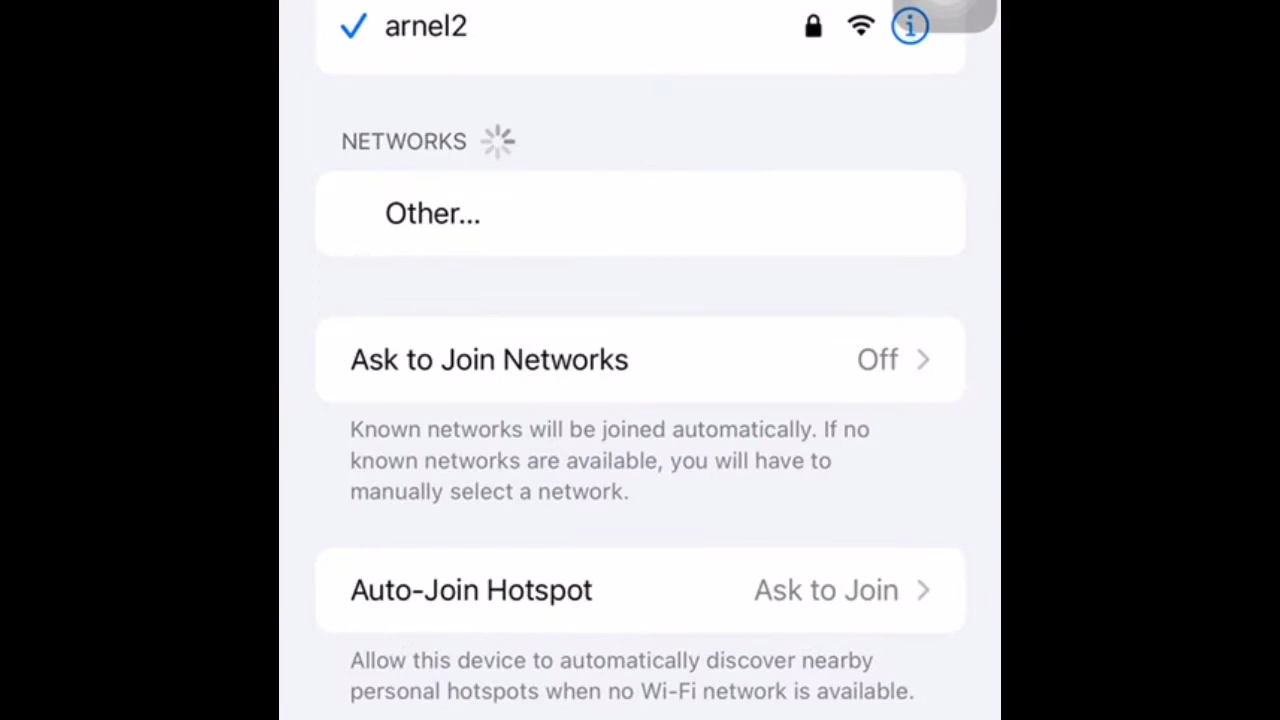 arnel2
NETWORKS
Other...
Ask to Join Networks Off
Known networks will be joined automatically. If no
known networks are available, you will have to
manually select a network.
Auto-Join Hotspot Ask to Join
Allow this device to automatically discover nearby
personal hotspots when no Wi-Fi network is available.